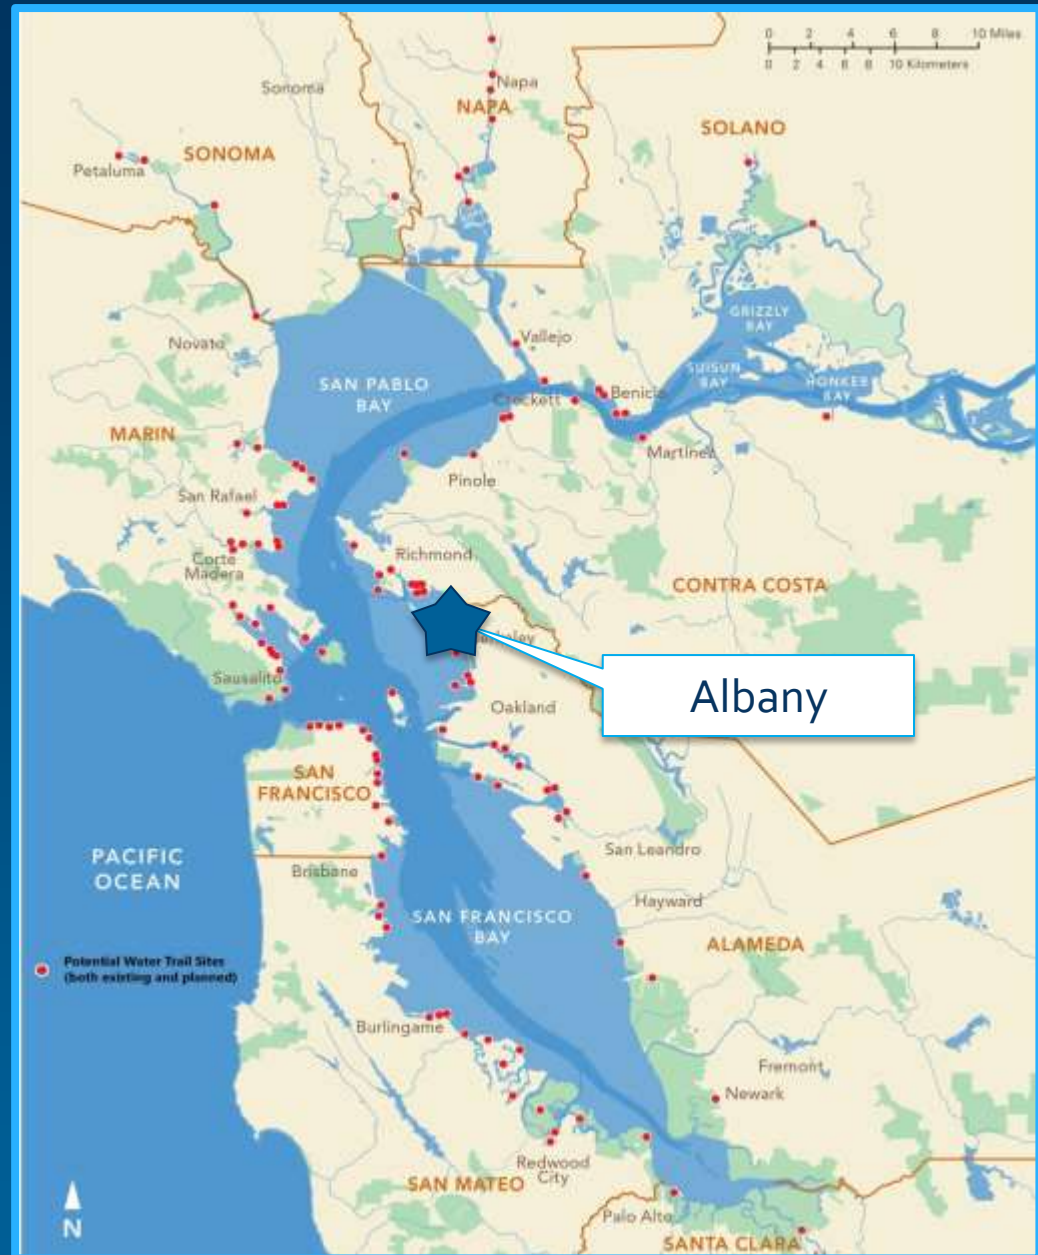 0 2 4 6 8 10 Miles
0 2 4 6 8 10 Kilometers
Sonoma
Napa
NAPA
SOLANO
SONOMA
Petaluma
GRIZZLY
BAY
Novato
Vallejo
SUISUN
BAY
HONKER
BAY
SAN PABLO
BAY
Crockett
Benicia
MARIN
Martinez
Pinole
San Rafael
Richmond
Corte
Madera
CONTRA COSTA
Sausalito
Albany
Oakland
SAN
FRANCISCO
PACIFIC
OCEAN
San Leandro
Brisbane
Hayward
SAN FRANCISCO
BAY
ALAMEDA
Potential Water Trail Sites
(both existing and planned)
Burlingame
Fremont
Newark
Redwood
City
SAN MATEO
N
Palo Alto
SANTA CLARA